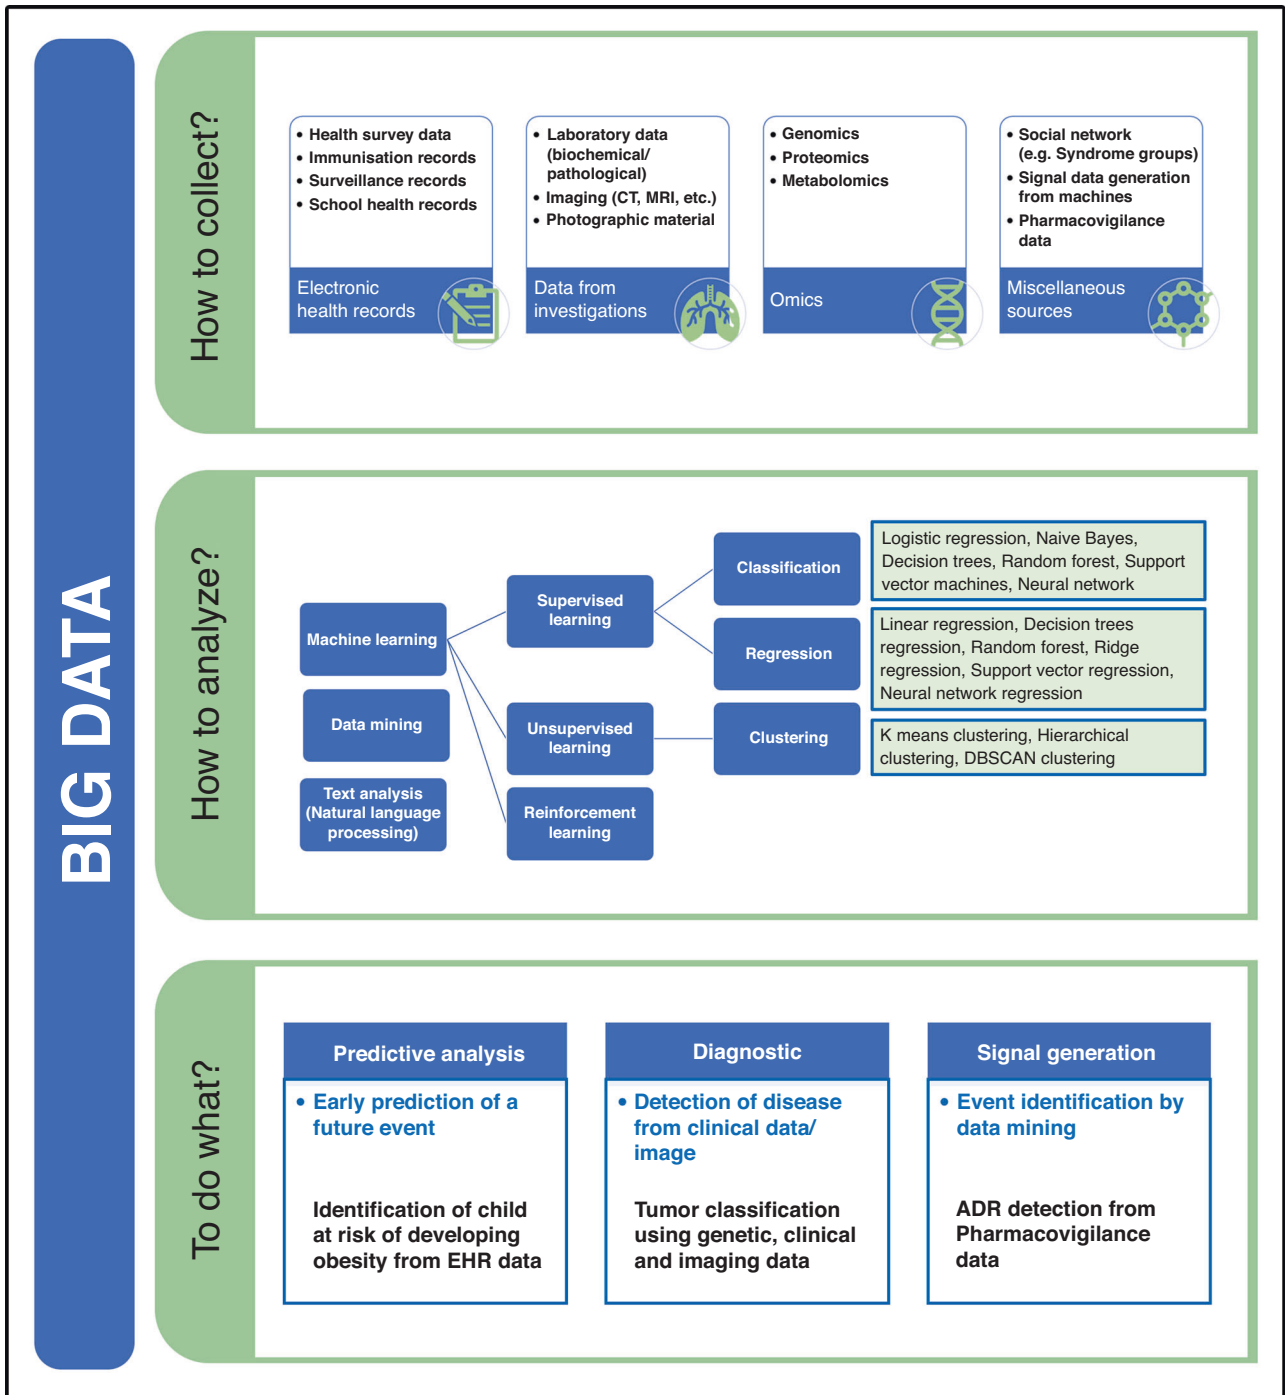 BIG DATA
How to collect?
• Health survey data
• Immunisation records
• Surveillance records
• School health records
Electronic
health records
• Laboratory data
(biochemical/
pathological)
• Imaging (CT, MRI, etc.)
• Photographic material
Data from
investigations
• Genomics
• Proteomics
• Metabolomics
Omics
• Social network
(e.g. Syndrome groups)
• Signal data generation
from machines
• Pharmacovigilance
data
Miscellaneous
sources
How to analyze?
Machine learning
Data mining
Text analysis
(Natural language
processing)
Supervised
learning
Unsupervised
learning
Reinforcement
learning
Classification
Regression
Clustering
Logistic regression, Naive Bayes,
Decision trees, Random forest, Support
vector machines, Neural network
Linear regression, Decision trees
regression, Random forest, Ridge
regression, Support vector regression,
Neural network regression
K means clustering, Hierarchical
clustering, DBSCAN clustering
To do what?
Predictive analysis
• Early prediction of a
future event
Identification of child
at risk of developing
obesity from EHR data
Diagnostic
• Detection of disease
from clinical data/
image
Tumor classification
using genetic, clinical
and imaging data
Signal generation
• Event identification by
data mining
ADR detection from
Pharmacovigilance
data